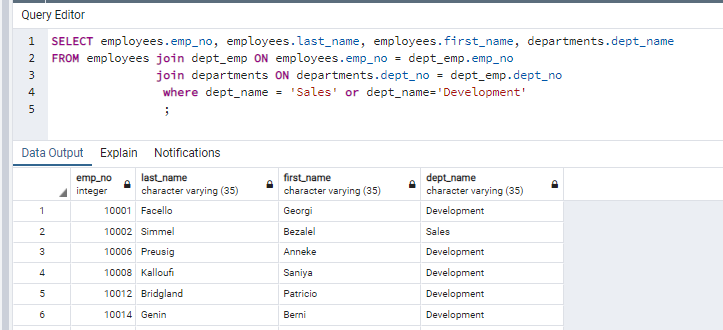 Query Editor
1 SELECT employees.emp_no, employees.last_name, employees.first_name, departments.dept_name
2 FROM employees join dept_emp ON employees.emp_no = dept_emp.emp_no
3 join departments ON departments.dept_no = dept_emp.dept_no
4 where dept_name = 'Sales' or dept_name='Development'
5 ;
Data Output Explain Notifications
emp_no last_name first_name dept_name
integer character varying (35) character varying (35) character varying (35)
1 10001 Facello Georgi Development
2 10002 Simmel Bezalel Sales
3 10006 Preusig Anneke Development
4 10008 Kalloufi Saniya Development
5 10012 Bridgland Patricio Development
6 10014 Genin Berni Development